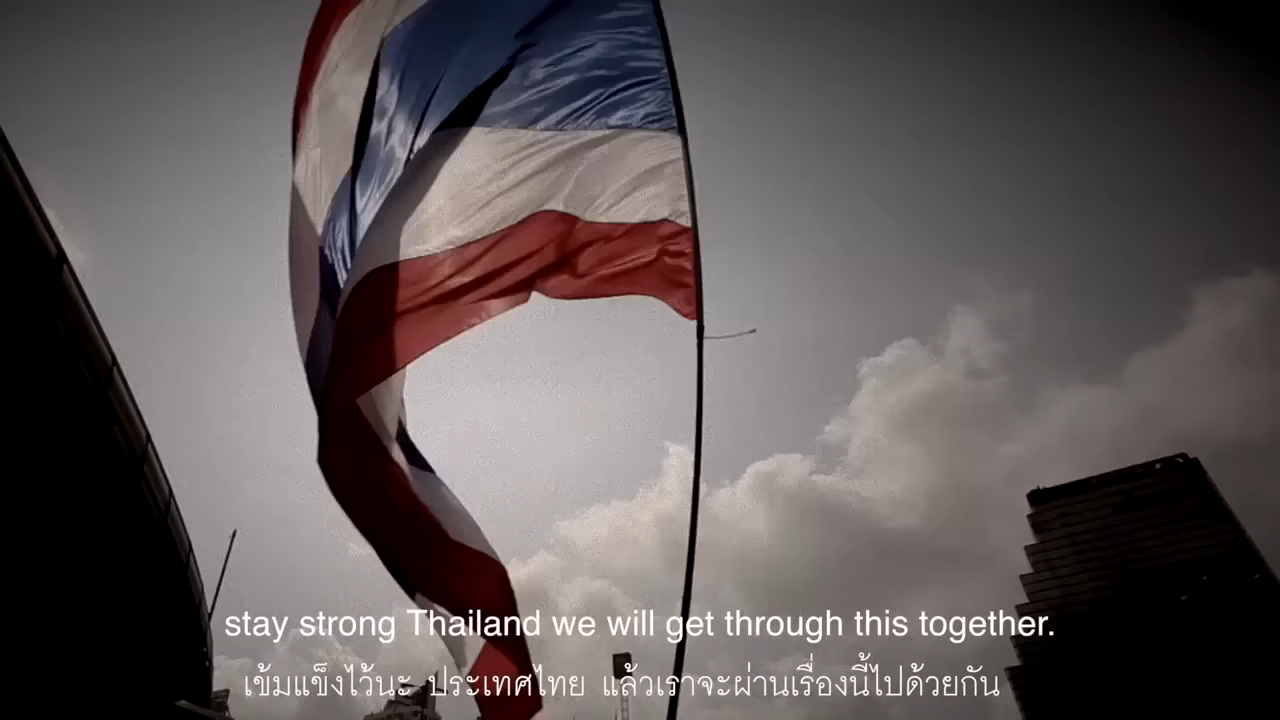 stay strong Thailand we will get through this together.
เข้มแข็งไว้นะ ประเทศไทย แล้วเราจะผ่านเรื่องนี้ไปด้วยกัน